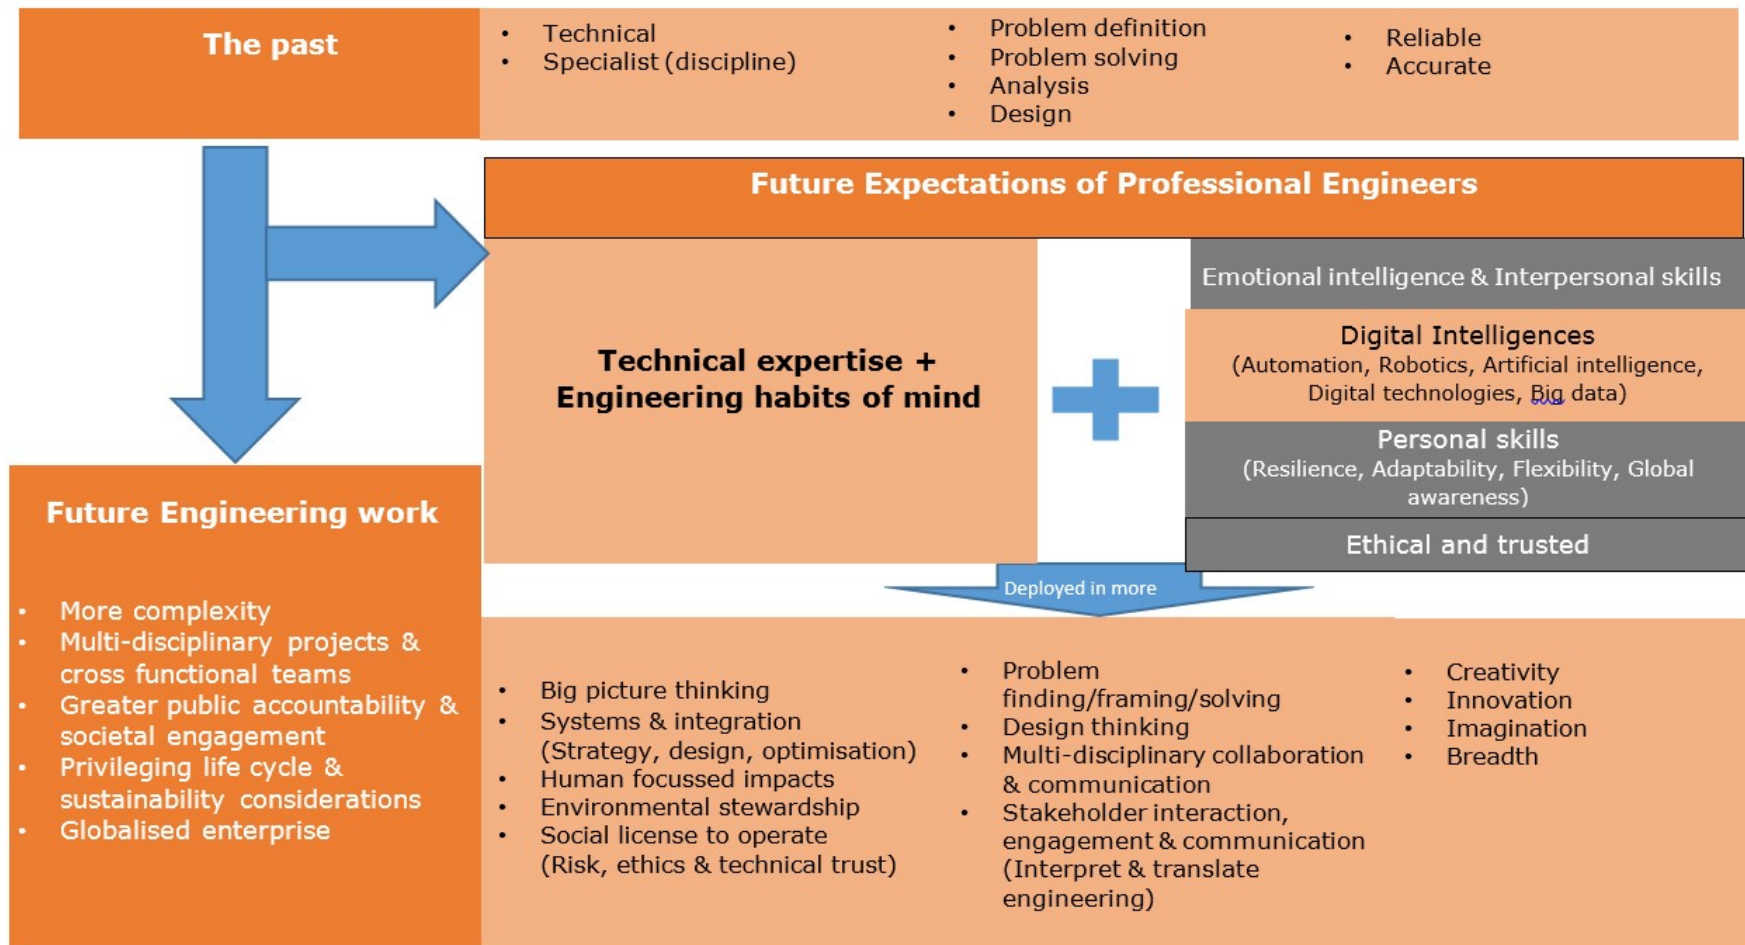 The past
• Technical
• Specialist (discipline)
• Problem definition
• Problem solving
• Analysis
• Design
• Reliable
• Accurate
Future Expectations of Professional Engineers
Technical expertise +
Engineering habits of mind
Emotional intelligence & Interpersonal skills
Digital Intelligences
(Automation, Robotics, Artificial intelligence,
Digital technologies, Big data)
Personal skills
(Resilience, Adaptability, Flexibility, Global
awareness)
Ethical and trusted
Deployed in more
Future Engineering work
• More complexity
• Multi-disciplinary projects &
cross functional teams
• Greater public accountability &
societal engagement
• Privileging life cycle &
sustainability considerations
• Globalised enterprise
• Big picture thinking
• Systems & integration
(Strategy, design, optimisation)
• Human focussed impacts
• Environmental stewardship
• Social license to operate
(Risk, ethics & technical trust)
• Problem
finding/framing/solving
• Design thinking
• Multi-disciplinary collaboration
& communication
• Stakeholder interaction,
engagement & communication
(Interpret & translate
engineering)
• Creativity
• Innovation
• Imagination
• Breadth